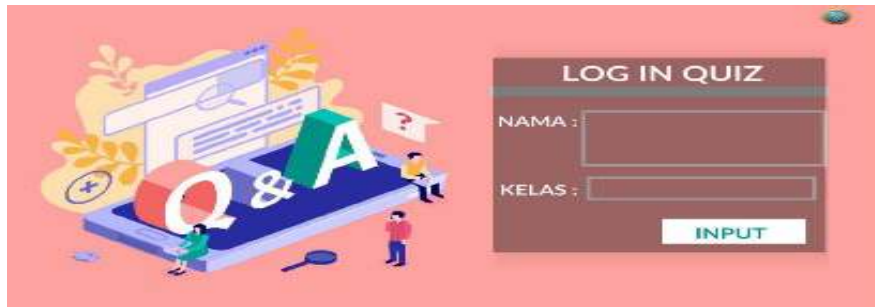 LOG IN QUIZ
NAMA :
KELAS :
INPUT
?
Q & A